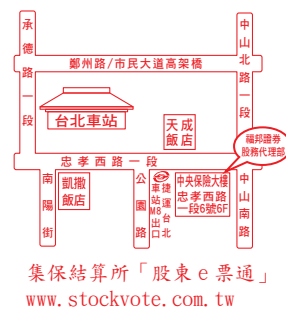 承德路一段
中山北路一段
鄭州路/市民大道高架橋
台北車站
天成
飯店
福邦證券
股務代理部
忠孝西路一段
南陽街
凱撒
飯店
公園路
捷運台北
車站M8出口
中央保險大樓
忠孝西路
一段6號6F
中山南路
集保結算所「股東e票通」
www.stockvote.com.tw